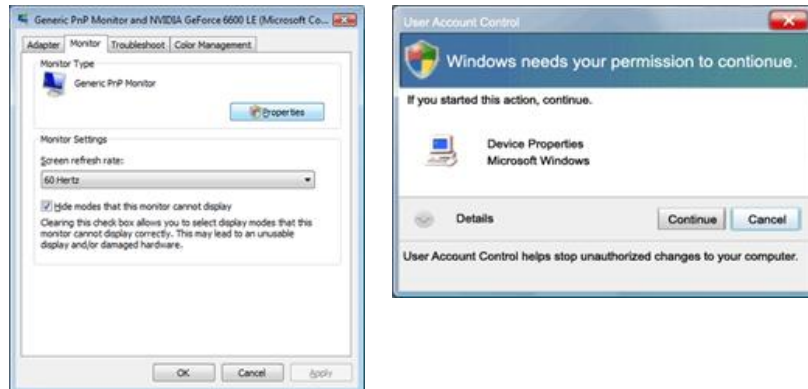 Generic PnP Monitor and NVIDIA GeForce 6600 LE (Microsoft Co...
Adapter Monitor Troubleshoot Color Management
Monitor Type
Generic PnP Monitor
Properties
Monitor Settings
Screen refresh rate:
60 Hertz
Hide modes that this monitor cannot display
Clearing this check box allows you to select display modes that this
monitor cannot display correctly. This may lead to an unusable
display and/or damaged hardware.
OK Cancel Apply
User Account Control
Windows needs your permission to contionue.
If you started this action, continue.
Device Properties
Microsoft Windows
Details Continue Cancel
User Account Control helps stop unauthorized changes to your computer.